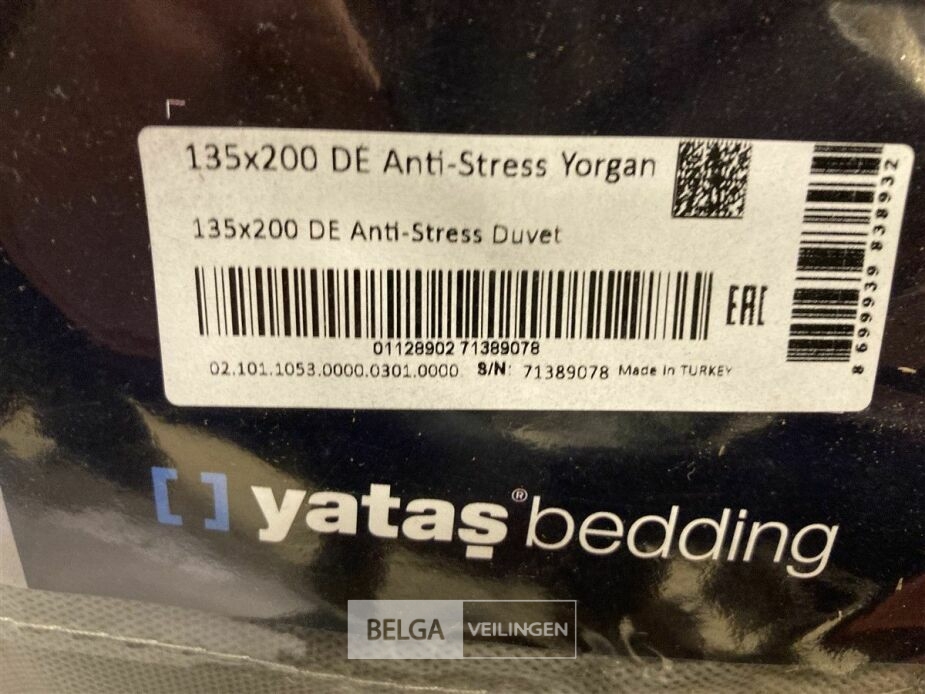 135x200 DE Anti-Stress Yorgan
135x200 DE Anti-Stress Duvet
EAC
01128902 71389078
02.101.1053.0000.0301.0000 S/N: 71389078 Made in TURKEY
8 699939 838932
[ ] yataş® bedding
BELGA VEILINGEN